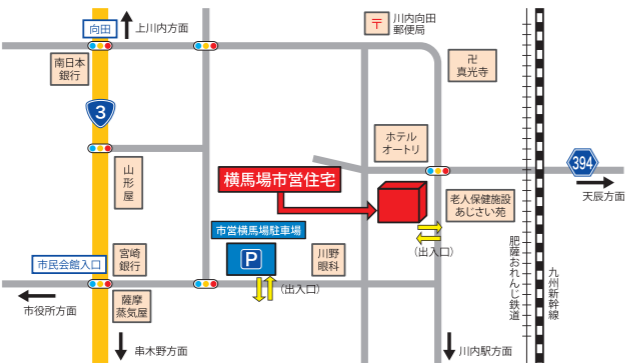 向田
上川内方面
〒
川内向田
郵便局
南日本
銀行
卍
真光寺
3
ホテル
オートリ
394
山
形
屋
横馬場市営住宅
天辰方面
老人保健施設
あじさい苑
市営横馬場駐車場
P
宮崎
銀行
川野
眼科
(出入口)
市民会館入口
(出入口)
肥薩おれんじ鉄道
九州新幹線
薩摩
蒸気屋
市役所方面
串木野方面
川内駅方面